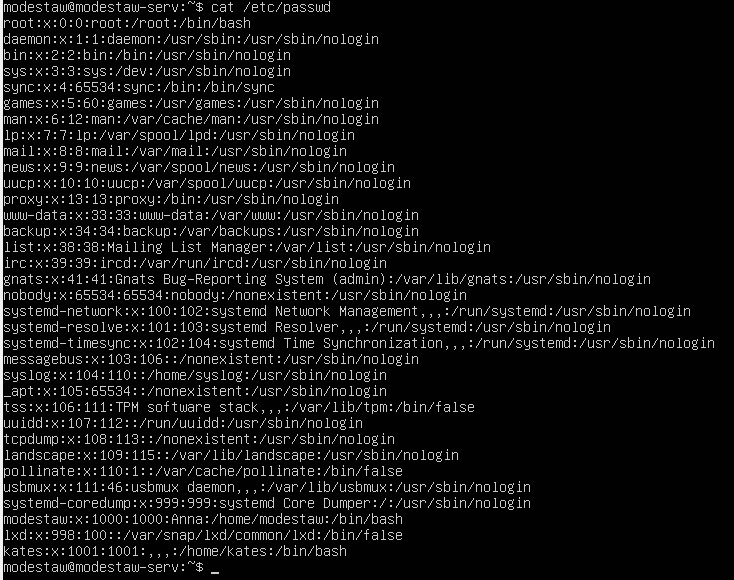 modestaw@modestaw-serv:~$ cat /etc/passwd
root:x:0:0:root:/root:/bin/bash
daemon:x:1:1:daemon:/usr/sbin:/usr/sbin/nologin
bin:x:2:2:bin:/bin:/usr/sbin/nologin
sys:x:3:3:sys:/dev:/usr/sbin/nologin
sync:x:4:65534:sync:/bin:/bin/sync
games:x:5:60:games:/usr/games:/usr/sbin/nologin
man:x:6:12:man:/var/cache/man:/usr/sbin/nologin
lp:x:7:7:lp:/var/spool/lpd:/usr/sbin/nologin
mail:x:8:8:mail:/var/mail:/usr/sbin/nologin
news:x:9:9:news:/var/spool/news:/usr/sbin/nologin
uucp:x:10:10:uucp:/var/spool/uucp:/usr/sbin/nologin
proxy:x:13:13:proxy:/bin:/usr/sbin/nologin
www-data:x:33:33:www-data:/var/www:/usr/sbin/nologin
backup:x:34:34:backup:/var/backups:/usr/sbin/nologin
list:x:38:38:Mailing List Manager:/var/list:/usr/sbin/nologin
irc:x:39:39:ircd:/var/run/ircd:/usr/sbin/nologin
gnats:x:41:41:Gnats Bug-Reporting System (admin):/var/lib/gnats:/usr/sbin/nologin
nobody:x:65534:65534:nobody:/nonexistent:/usr/sbin/nologin
systemd-network:x:100:102:systemd Network Management,,,:/run/systemd:/usr/sbin/nologin
systemd-resolve:x:101:103:systemd Resolver,,,:/run/systemd:/usr/sbin/nologin
systemd-timesync:x:102:104:systemd Time Synchronization,,,:/run/systemd:/usr/sbin/nologin
messagebus:x:103:106::/nonexistent:/usr/sbin/nologin
syslog:x:104:110::/home/syslog:/usr/sbin/nologin
_apt:x:105:65534::/nonexistent:/usr/sbin/nologin
tss:x:106:111:TPM software stack,,,:/var/lib/tpm:/bin/false
uuidd:x:107:112::/run/uuidd:/usr/sbin/nologin
tcpdump:x:108:113::/nonexistent:/usr/sbin/nologin
landscape:x:109:115::/var/lib/landscape:/usr/sbin/nologin
pollinate:x:110:1::/var/cache/pollinate:/bin/false
usbmux:x:111:46:usbmux daemon,,,:/var/lib/usbmux:/usr/sbin/nologin
systemd-coredump:x:999:999:systemd Core Dumper:/:/usr/sbin/nologin
modestaw:x:1000:1000:Anna:/home/modestaw:/bin/bash
lxd:x:998:100::/var/snap/lxd/common/lxd:/bin/false
kates:x:1001:1001:,,,:/home/kates:/bin/bash
modestaw@modestaw-serv:~$ _